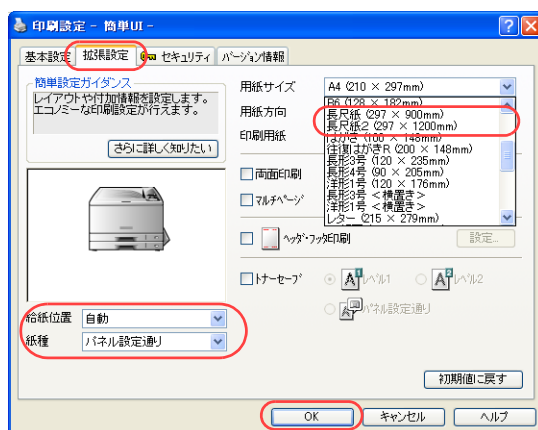 印刷設定 - 簡単UI -
基本設定
拡張設定
セキュリティ
バージョン情報
簡単設定ガイダンス
レイアウトや付加情報を設定します。
エコノミーな印刷設定が行えます。
さらに詳しく知りたい
用紙サイズ
A4 (210 × 297mm)
用紙方向
印刷用紙
B6 (128 × 182mm)
長尺紙 (297 × 900mm)
長尺紙2 (297 × 1200mm)
はがき (100 × 148mm)
往復はがきR (200 × 148mm)
長形3号 (120 × 235mm)
長形4号 (90 × 205mm)
洋形1号 (120 × 176mm)
長形3号 <横置き>
洋形1号 <横置き>
レター (215 × 279mm)
両面印刷
マルチページ
ヘッダ・フッタ印刷
設定...
トナーセーブ
A1 レベル1
A2 レベル2
A パネル設定通り
給紙位置
自動
紙種
パネル設定通り
初期値に戻す
OK
キャンセル
ヘルプ